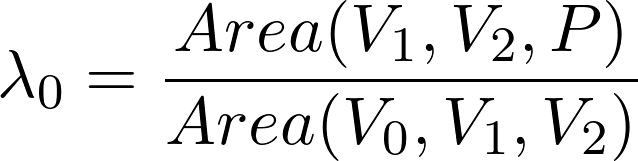 λ₀ = Area(V₁, V₂, P) / Area(V₀, V₁, V₂)